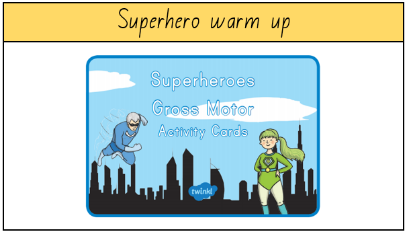 Superhero warm up
Superheroes
Gross Motor
Activity Cards
twinkl